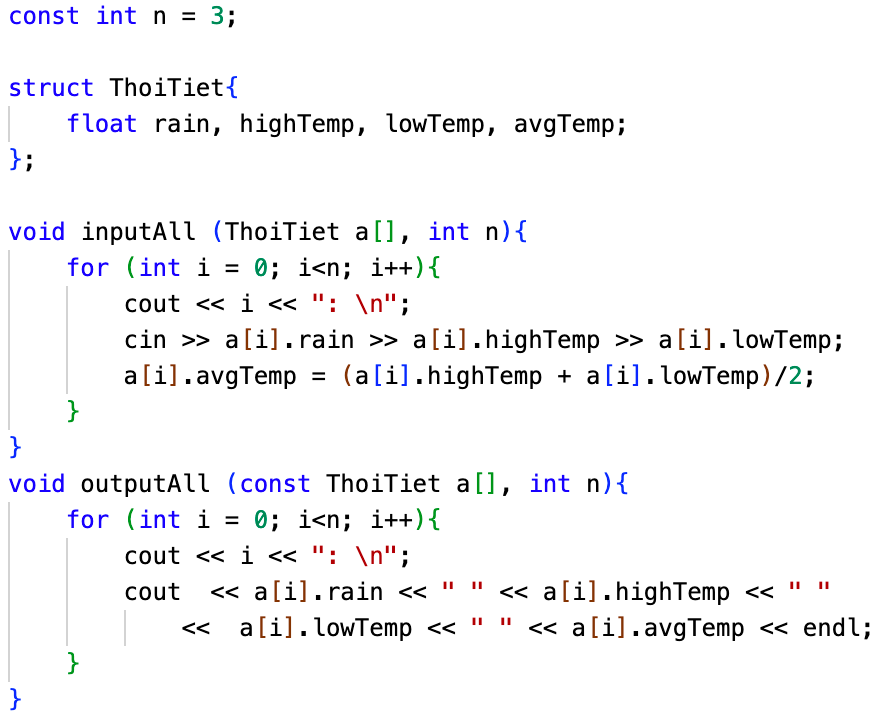 const int n = 3;
struct ThoiTiet{
    float rain, highTemp, lowTemp, avgTemp;
};
void inputAll (ThoiTiet a[], int n){
    for (int i = 0; i<n; i++){
        cout << i << ": \n";
        cin >> a[i].rain >> a[i].highTemp >> a[i].lowTemp;
        a[i].avgTemp = (a[i].highTemp + a[i].lowTemp)/2;
    }
}
void outputAll (const ThoiTiet a[], int n){
    for (int i = 0; i<n; i++){
        cout << i << ": \n";
        cout  << a[i].rain << " " << a[i].highTemp << " "
            <<  a[i].lowTemp << " " << a[i].avgTemp << endl;
    }
}